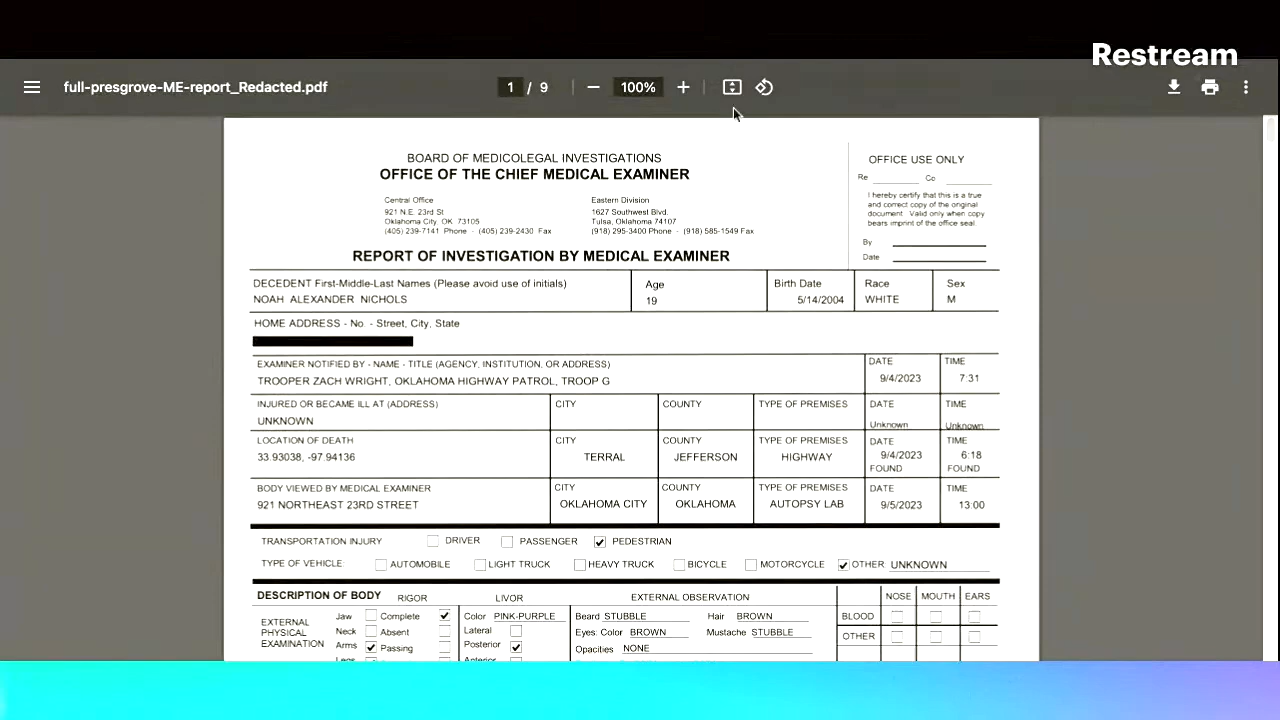 Restream
full-presgrove-ME-report_Redacted.pdf
1 / 9
100%
BOARD OF MEDICOLEGAL INVESTIGATIONS
OFFICE OF THE CHIEF MEDICAL EXAMINER
Central Office
921 N.E. 23rd St
Oklahoma City, OK 73105
(405) 239-7141 Phone - (405) 239-2430 Fax
Eastern Division
1627 Southwest Blvd.
Tulsa, Oklahoma 74107
(918) 295-3400 Phone - (918) 585-1549 Fax
OFFICE USE ONLY
Re Co
I hereby certify that this is a true
and correct copy of the original
document Valid only when copy
bears imprint of the office seal.
By
Date
REPORT OF INVESTIGATION BY MEDICAL EXAMINER
DECEDENT First-Middle-Last Names (Please avoid use of initials) Age Birth Date Race Sex
NOAH ALEXANDER NICHOLS 19 5/14/2004 WHITE M
HOME ADDRESS - No. - Street, City, State
EXAMINER NOTIFIED BY - NAME - TITLE (AGENCY, INSTITUTION, OR ADDRESS) DATE TIME
TROOPER ZACH WRIGHT, OKLAHOMA HIGHWAY PATROL, TROOP G 9/4/2023 7:31
INJURED OR BECAME ILL AT (ADDRESS) CITY COUNTY TYPE OF PREMISES DATE TIME
UNKNOWN Unknown Unknown
LOCATION OF DEATH CITY COUNTY TYPE OF PREMISES DATE TIME
33.93038, -97.94136 TERRAL JEFFERSON HIGHWAY 9/4/2023 6:18
FOUND FOUND
BODY VIEWED BY MEDICAL EXAMINER CITY COUNTY TYPE OF PREMISES DATE TIME
921 NORTHEAST 23RD STREET OKLAHOMA CITY OKLAHOMA AUTOPSY LAB 9/5/2023 13:00
TRANSPORTATION INJURY DRIVER PASSENGER PEDESTRIAN
TYPE OF VEHICLE: AUTOMOBILE LIGHT TRUCK HEAVY TRUCK BICYCLE MOTORCYCLE OTHER UNKNOWN
DESCRIPTION OF BODY RIGOR LIVOR EXTERNAL OBSERVATION NOSE MOUTH EARS
EXTERNAL
PHYSICAL
EXAMINATION
Jaw Complete
Neck Absent
Arms Passing
Color PINK-PURPLE
Lateral
Posterior
Beard STUBBLE Hair BROWN
Eyes: Color BROWN Mustache STUBBLE
Opacities NONE
BLOOD
OTHER